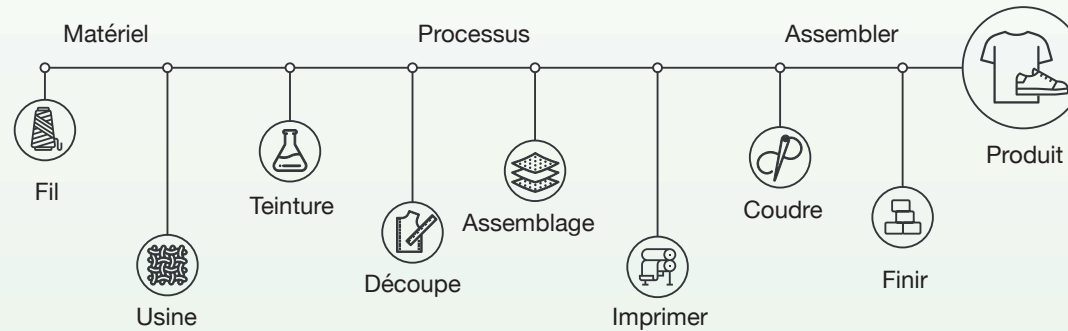 Matériel
Processus
Assembler
Fil
Usine
Teinture
Découpe
Assemblage
Imprimer
Coudre
Finir
Produit